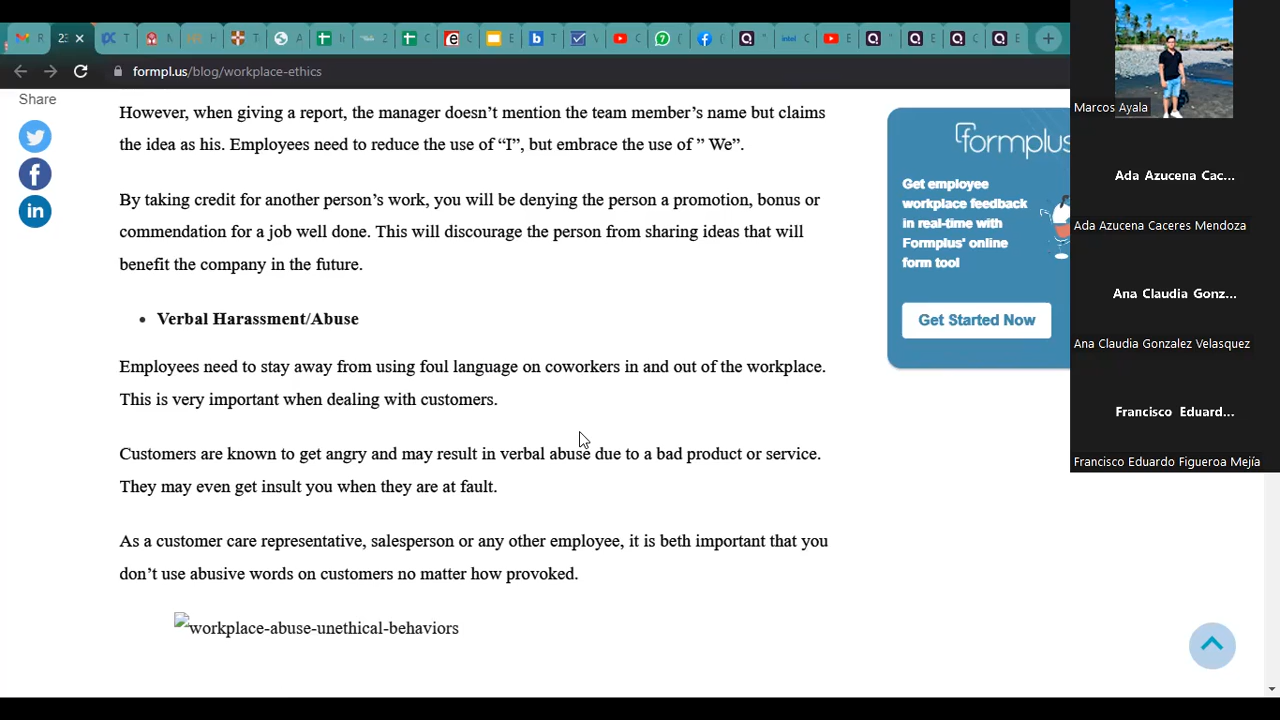 formpl.us/blog/workplace-ethics
Share
However, when giving a report, the manager doesn't mention the team member's name but claims
the idea as his. Employees need to reduce the use of “I”, but embrace the use of ” We”.
By taking credit for another person's work, you will be denying the person a promotion, bonus or
commendation for a job well done. This will discourage the person from sharing ideas that will
benefit the company in the future.
• Verbal Harassment/Abuse
Employees need to stay away from using foul language on coworkers in and out of the workplace.
This is very important when dealing with customers.
Customers are known to get angry and may result in verbal abuse due to a bad product or service.
They may even get insult you when they are at fault.
As a customer care representative, salesperson or any other employee, it is beth important that you
don't use abusive words on customers no matter how provoked.
workplace-abuse-unethical-behaviors
formplus
Get employee
workplace feedback
in real-time with
Formplus' online
form tool
Get Started Now
Marcos Ayala
Ada Azucena Cac...
Ada Azucena Caceres Mendoza
Ana Claudia Gonz...
Ana Claudia Gonzalez Velasquez
Francisco Eduard...
Francisco Eduardo Figueroa Mejía